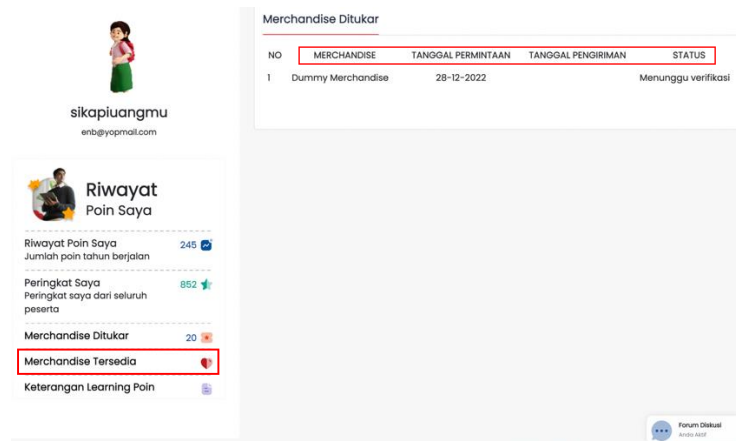 sikapiuangmu
enb@yopmail.com
Riwayat
Poin Saya
Riwayat Poin Saya 245
Jumlah poin tahun berjalan
Peringkat Saya 852
Peringkat saya dari seluruh
peserta
Merchandise Ditukar 20
Merchandise Tersedia
Keterangan Learning Poin
Merchandise Ditukar
NO MERCHANDISE TANGGAL PERMINTAAN TANGGAL PENGIRIMAN STATUS
1 Dummy Merchandise 28-12-2022 Menunggu verifikasi
Forum Diskusi
Anda Aktif